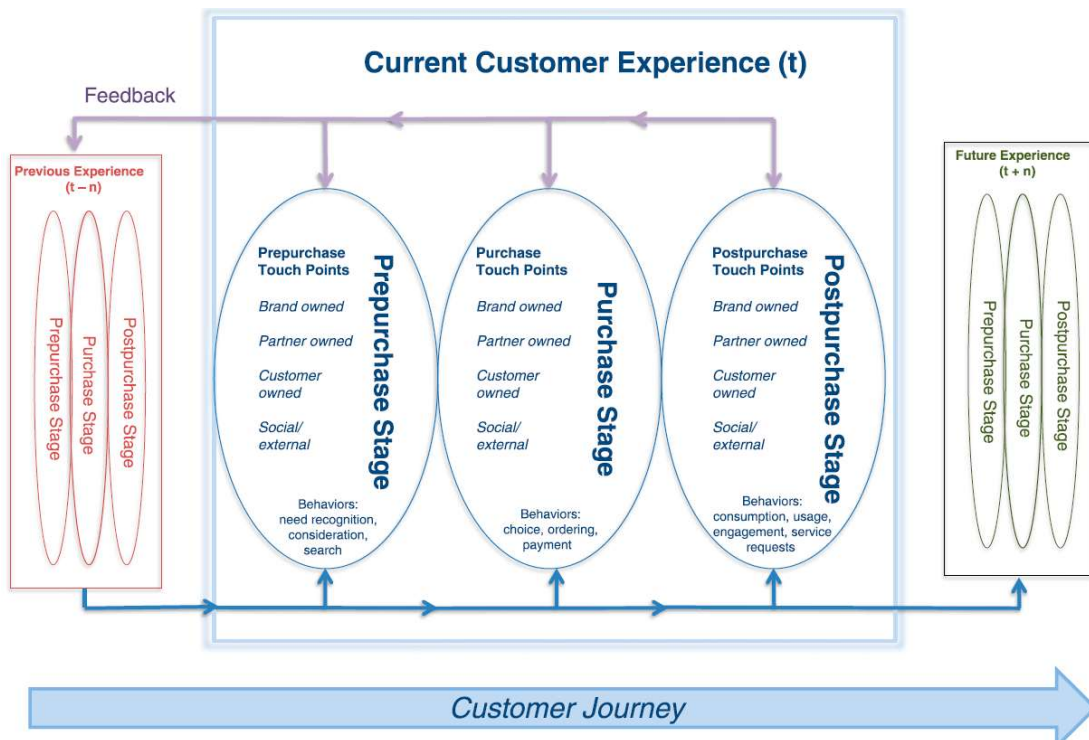 Current Customer Experience (t)
Feedback
Previous Experience
(t – n)
Prepurchase Stage
Purchase Stage
Postpurchase Stage
Prepurchase
Touch Points
Brand owned
Partner owned
Customer
owned
Social/
external
Prepurchase Stage
Behaviors:
need recognition,
consideration,
search
Purchase
Touch Points
Brand owned
Partner owned
Customer
owned
Social/
external
Purchase Stage
Behaviors:
choice, ordering,
payment
Postpurchase
Touch Points
Brand owned
Partner owned
Customer
owned
Social/
external
Postpurchase Stage
Behaviors:
consumption, usage,
engagement, service
requests
Future Experience
(t + n)
Prepurchase Stage
Purchase Stage
Postpurchase Stage
Customer Journey